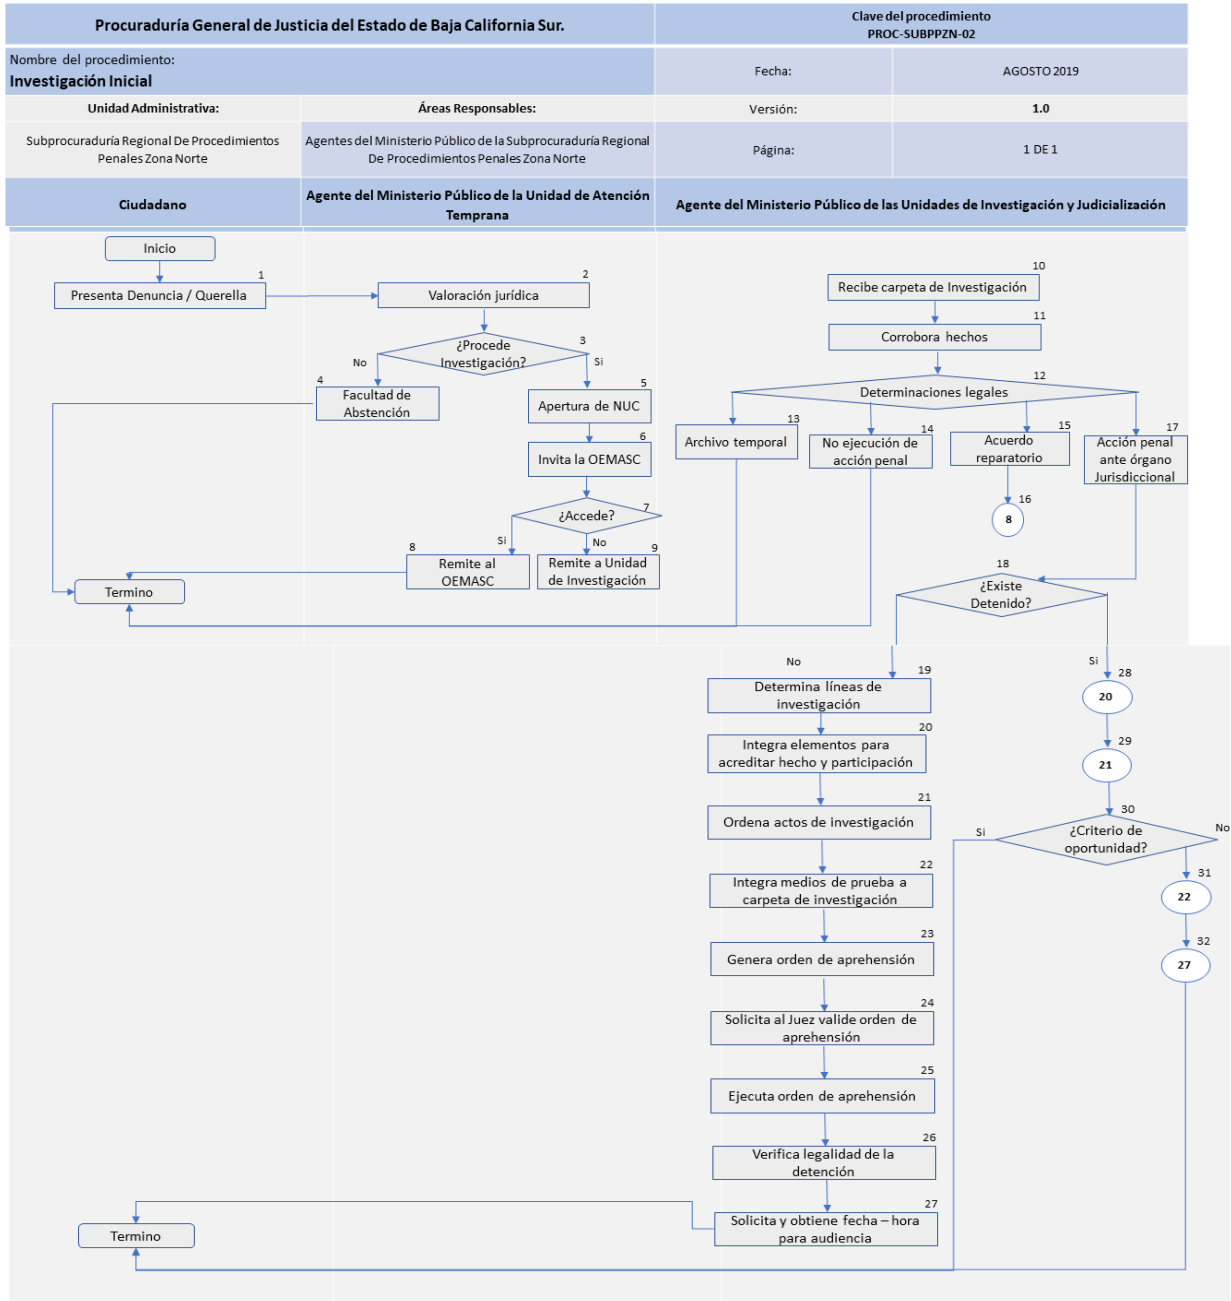 Procuraduría General de Justicia del Estado de Baja California Sur.
Clave del procedimiento
PROC-SUBPPZN-02
Nombre del procedimiento:
Investigación Inicial
Fecha:
AGOSTO 2019
Unidad Administrativa:
Áreas Responsables:
Versión:
1.0
Subprocuraduría Regional De Procedimientos
Penales Zona Norte
Agentes del Ministerio Público de la Subprocuraduría Regional
De Procedimientos Penales Zona Norte
Página:
1 DE 1
Ciudadano
Agente del Ministerio Público de la Unidad de Atención
Temprana
Agente del Ministerio Público de las Unidades de Investigación y Judicialización
Inicio
1
Presenta Denuncia / Querella
2
Valoración jurídica
3
¿Procede
Investigación?
No
Si
4
Facultad de
Abstención
5
Apertura de NUC
6
Invita la OEMASC
7
¿Accede?
Si
No
8
Remite al
OEMASC
9
Remite a Unidad
de Investigación
Termino
10
Recibe carpeta de Investigación
11
Corrobora hechos
12
Determinaciones legales
13
Archivo temporal
14
No ejecución de
acción penal
15
Acuerdo
reparatorio
16
8
17
Acción penal
ante órgano
Jurisdiccional
18
¿Existe
Detenido?
No
Si
19
Determina líneas de
investigación
20
Integra elementos para
acreditar hecho y participación
21
Ordena actos de investigación
22
Integra medios de prueba a
carpeta de investigación
23
Genera orden de aprehensión
24
Solicita al Juez valide orden de
aprehensión
25
Ejecuta orden de aprehensión
26
Verifica legalidad de la
detención
27
Solicita y obtiene fecha – hora
para audiencia
28
20
29
21
30
¿Criterio de
oportunidad?
Si
No
31
22
32
27
Termino